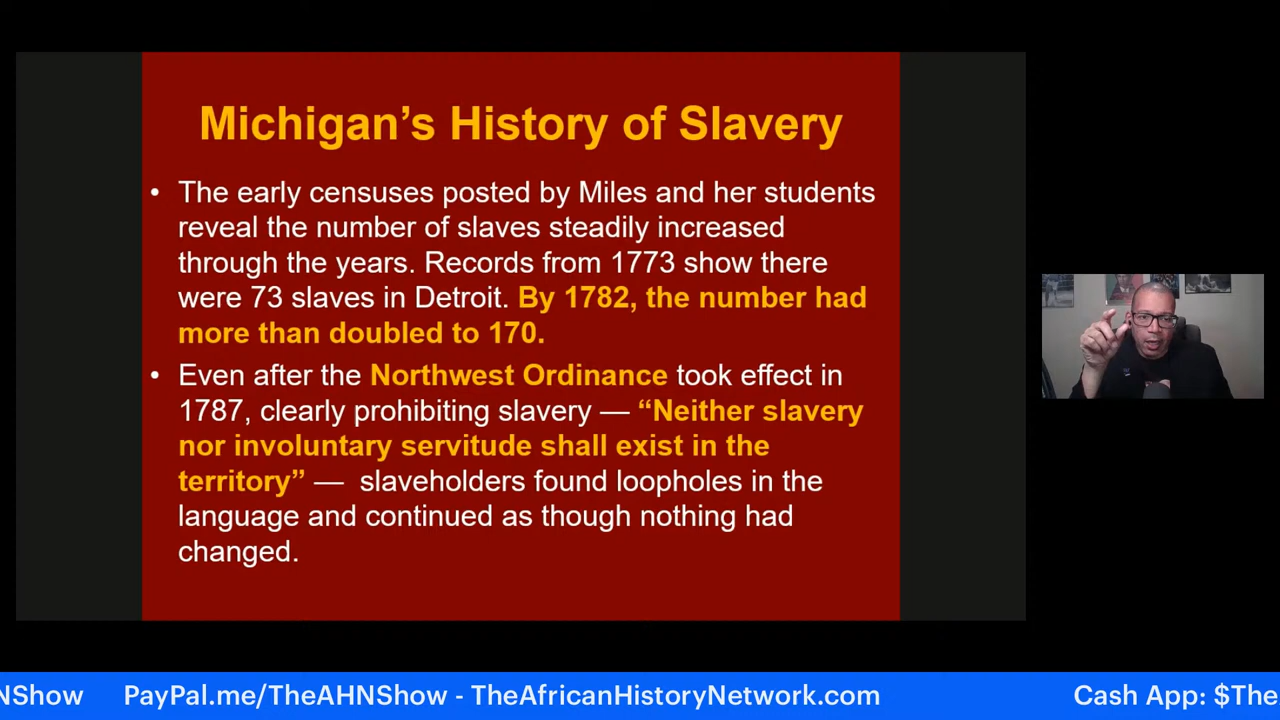 Michigan’s History of Slavery
• The early censuses posted by Miles and her students
reveal the number of slaves steadily increased
through the years. Records from 1773 show there
were 73 slaves in Detroit. By 1782, the number had
more than doubled to 170.
• Even after the Northwest Ordinance took effect in
1787, clearly prohibiting slavery — “Neither slavery
nor involuntary servitude shall exist in the
territory” — slaveholders found loopholes in the
language and continued as though nothing had
changed.
NShow PayPal.me/TheAHNShow - TheAfricanHistoryNetwork.com Cash App: $The